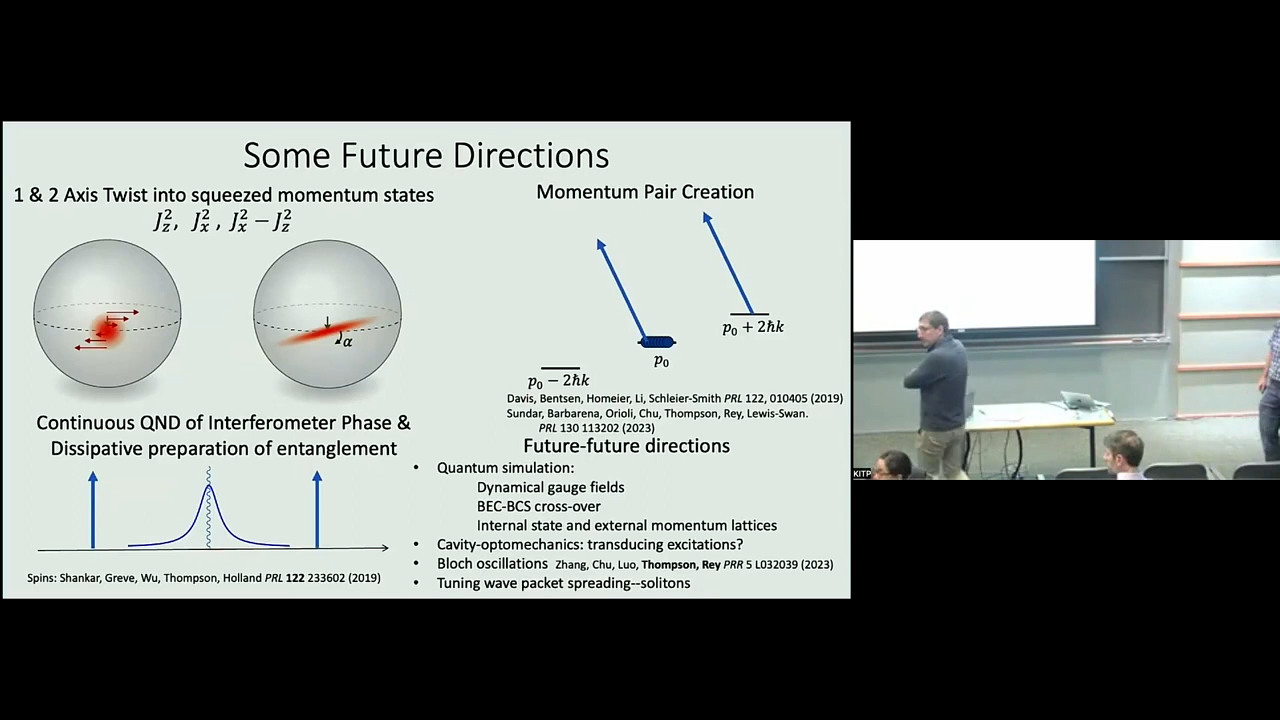 Some Future Directions
1 & 2 Axis Twist into squeezed momentum states
J_z^2, J_x^2, J_x^2 − J_z^2
α
Continuous QND of Interferometer Phase &
Dissipative preparation of entanglement
Spins: Shankar, Greve, Wu, Thompson, Holland PRL 122 233602 (2019)
Momentum Pair Creation
p_0 + 2ℏk
p_0
p_0 − 2ℏk
Davis, Bentsen, Homeier, Li, Schleier-Smith PRL 122, 010405 (2019)
Sundar, Barbarena, Orioli, Chu, Thompson, Rey, Lewis-Swan.
PRL 130 113202 (2023)
Future-future directions
• Quantum simulation:
Dynamical gauge fields
BEC-BCS cross-over
Internal state and external momentum lattices
• Cavity-optomechanics: transducing excitations?
• Bloch oscillations Zhang, Chu, Luo, Thompson, Rey PRR 5 L032039 (2023)
• Tuning wave packet spreading--solitons
KITP